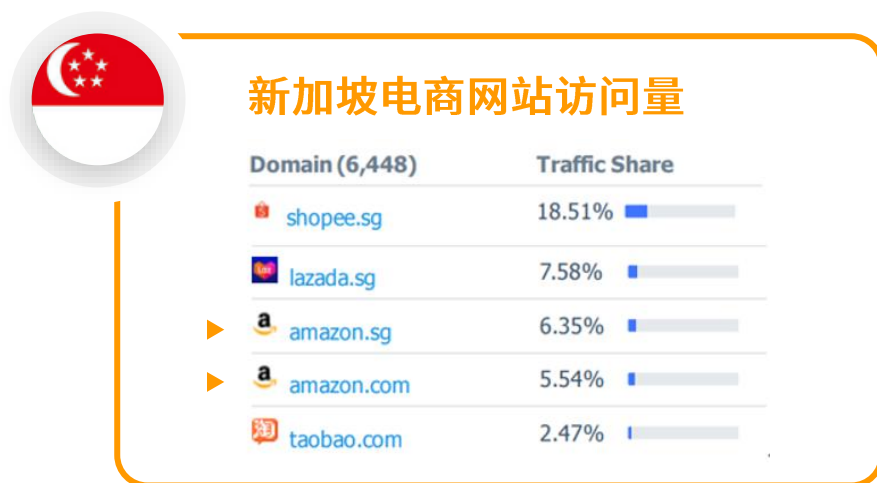 新加坡电商网站访问量
Domain (6,448) Traffic Share
shopee.sg 18.51%
lazada.sg 7.58%
amazon.sg 6.35%
amazon.com 5.54%
taobao.com 2.47%